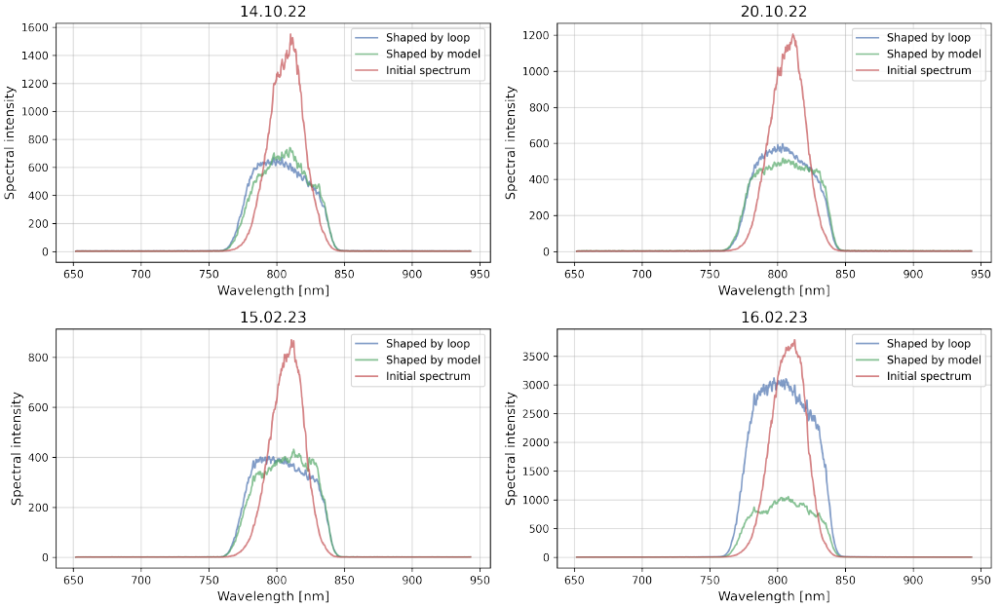 14.10.22
1600
1400
1200
1000
800
600
400
200
0
Spectral intensity
Shaped by loop
Shaped by model
Initial spectrum
650 700 750 800 850 900 950
Wavelength [nm]
20.10.22
1200
1000
800
600
400
200
0
Spectral intensity
Shaped by loop
Shaped by model
Initial spectrum
650 700 750 800 850 900 950
Wavelength [nm]
15.02.23
800
600
400
200
0
Spectral intensity
Shaped by loop
Shaped by model
Initial spectrum
650 700 750 800 850 900 950
Wavelength [nm]
16.02.23
3500
3000
2500
2000
1500
1000
500
0
Spectral intensity
Shaped by loop
Shaped by model
Initial spectrum
650 700 750 800 850 900 950
Wavelength [nm]